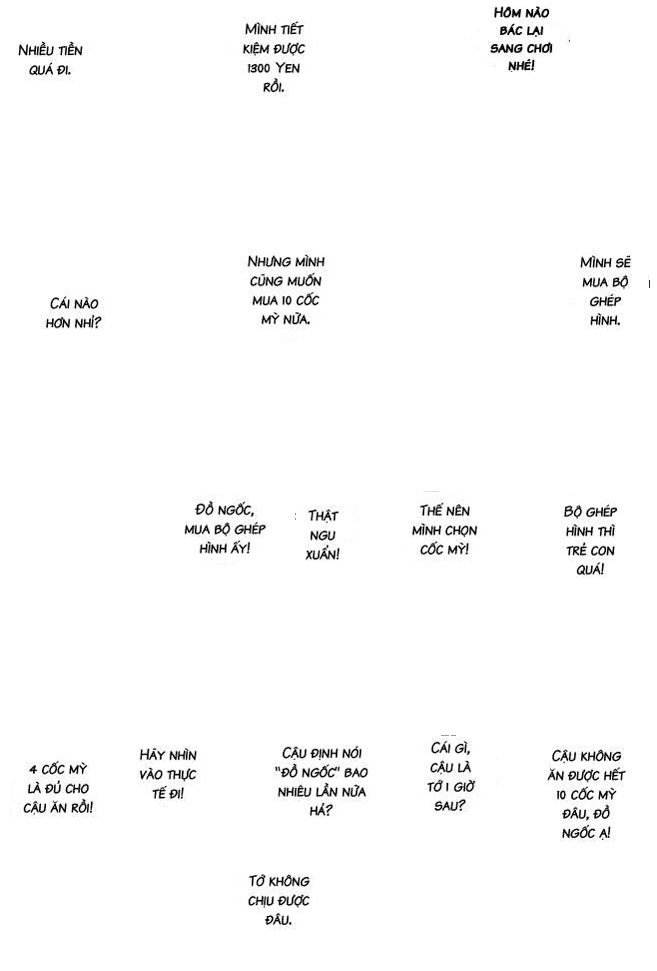 HÔM NÀO
BÁC LẠI
SANG CHƠI
NHÉ!
MÌNH TIẾT
KIỆM ĐƯỢC
1300 YEN
RỒI.
NHIỀU TIỀN
QUÁ ĐI.
MÌNH SẼ
MUA BỘ
GHÉP
HÌNH.
NHƯNG MÌNH
CŨNG MUỐN
MUA 10 CỐC
MỲ NỮA.
CÁI NÀO
HƠN NHỈ?
BỘ GHÉP
HÌNH THÌ
TRẺ CON
QUÁ!
THẾ NÊN
MÌNH CHỌN
CỐC MỲ!
THẬT
NGU
XUẨN!
ĐỒ NGỐC,
MUA BỘ GHÉP
HÌNH ẤY!
CẬU KHÔNG
ĂN ĐƯỢC HẾT
10 CỐC MỲ
ĐÂU, ĐỒ
NGỐC Ạ!
CÁI GÌ,
CẬU LÀ
TỚ 1 GIỜ
SAU?
CẬU ĐỊNH NÓI
"ĐỒ NGỐC" BAO
NHIÊU LẦN NỮA
HẢ?
TỚ KHÔNG
CHỊU ĐƯỢC
ĐÂU.
HÃY NHÌN
VÀO THỰC
TẾ ĐI!
4 CỐC MỲ
LÀ ĐỦ CHO
CẬU ĂN RỒI!